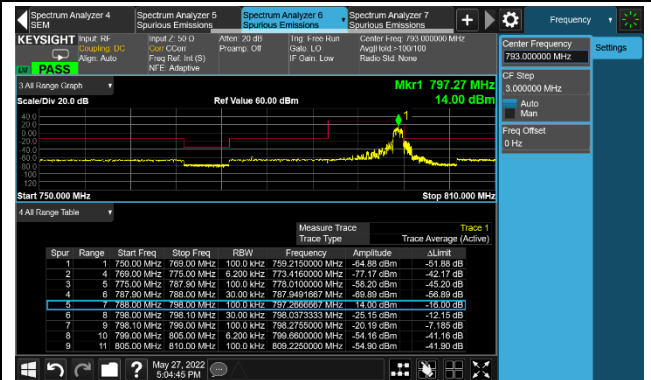 Spectrum Analyzer 4
SEM
Spectrum Analyzer 5
Spurious Emissions
Spectrum Analyzer 6
Spurious Emissions
Spectrum Analyzer 7
Spurious Emissions
Frequency
KEYSIGHT
Input: RF
Coupling: DC
Align: Auto
Input Z: 50 Ω
Corr CCorr
Freq Ref: Int (S)
NFE: Adaptive
Atten: 20 dB
Preamp: Off
Trig: Free Run
Gate: LO
IF Gain: Low
Center Freq: 793.000000 MHz
Avg|Hold:>100/100
Radio Std: None
LXI PASS
Center Frequency
793.000000 MHz
Settings
CF Step
3.000000 MHz
Auto
Man
Freq Offset
0 Hz
3 All Range Graph
Mkr1 797.27 MHz
Scale/Div 20.0 dB
Ref Value 60.00 dBm
14.00 dBm
40.0
20.0
0.00
-20.0
-40.0
-60.0
-80.0
-100
-120
1
Start 750.000 MHz
Stop 810.000 MHz
4 All Range Table
Measure Trace Trace 1
Trace Type Trace Average (Active)
Spur Range Start Freq Stop Freq RBW Frequency Amplitude ΔLimit
1 1 750.00 MHz 769.00 MHz 100.0 kHz 759.2150000 MHz -64.88 dBm -51.88 dB
2 4 769.00 MHz 775.00 MHz 6.200 kHz 773.4160000 MHz -77.17 dBm -42.17 dB
3 5 775.00 MHz 787.90 MHz 100.0 kHz 778.0100000 MHz -58.20 dBm -45.20 dB
4 6 787.90 MHz 788.00 MHz 30.00 kHz 787.9491667 MHz -69.89 dBm -56.89 dB
5 7 788.00 MHz 798.00 MHz 100.0 kHz 797.2666667 MHz 14.00 dBm -16.00 dB
6 8 798.00 MHz 798.10 MHz 30.00 kHz 798.0373333 MHz -25.15 dBm -12.15 dB
7 9 798.10 MHz 799.00 MHz 100.0 kHz 798.2755000 MHz -20.19 dBm -7.185 dB
8 10 799.00 MHz 805.00 MHz 6.200 kHz 799.6600000 MHz -54.16 dBm -41.16 dB
9 11 805.00 MHz 810.00 MHz 100.0 kHz 809.2250000 MHz -54.90 dBm -41.90 dB
?
May 27, 2022
5:04:45 PM